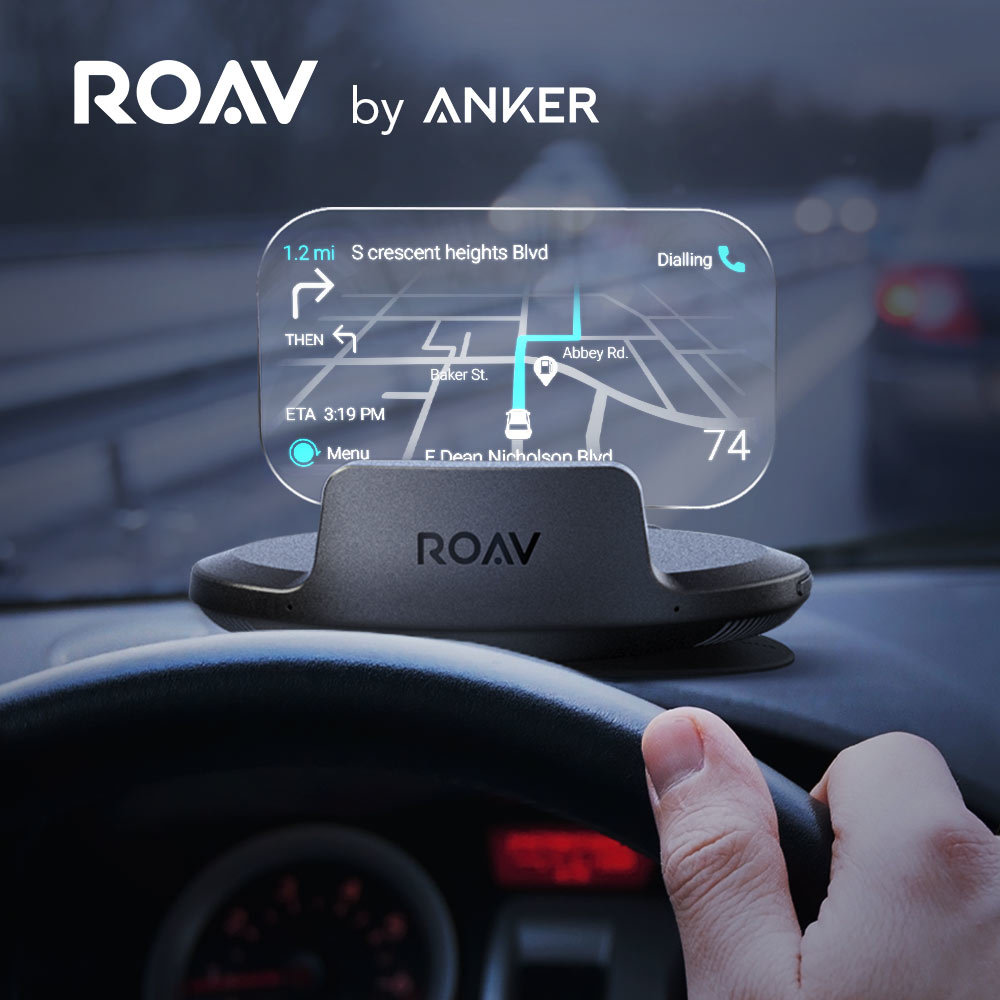 ROAV by ANKER
1.2 mi S crescent heights Blvd
Dialling
THEN
Abbey Rd.
Baker St.
ETA 3:19 PM
74
Menu
E Dean Nicholson Blvd
ROAV